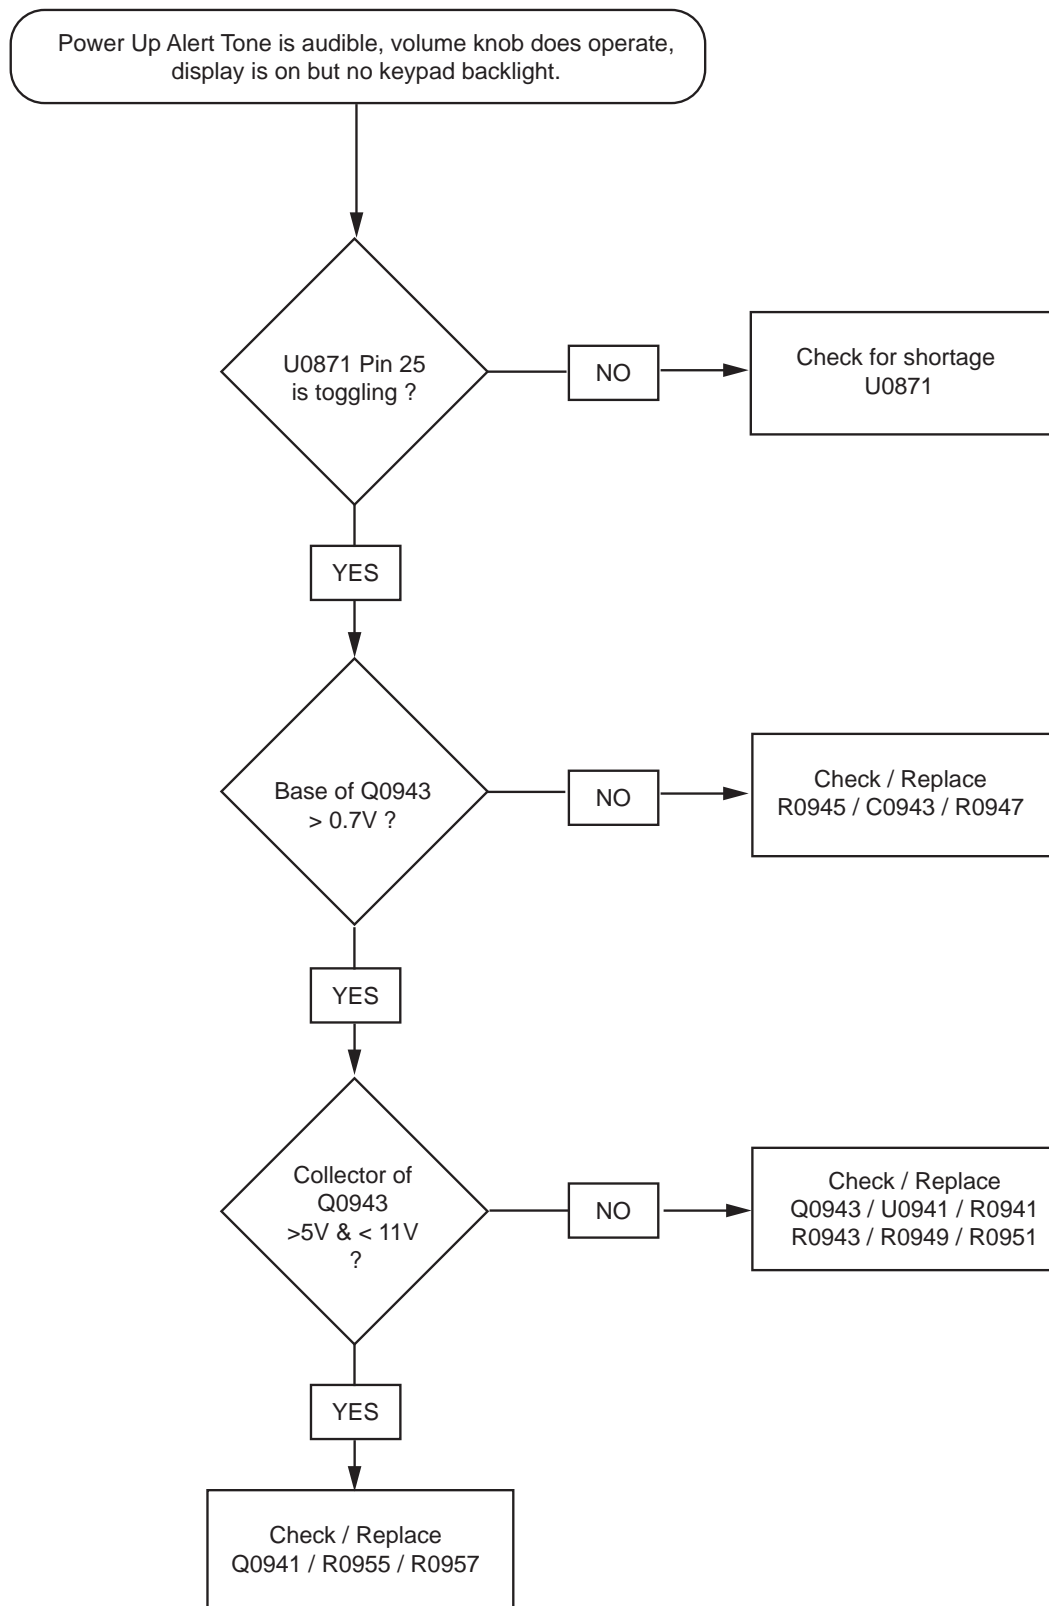 Power Up Alert Tone is audible, volume knob does operate,
display is on but no keypad backlight.
U0871 Pin 25
is toggling ?
NO
Check for shortage
U0871
YES
Base of Q0943
> 0.7V ?
NO
Check / Replace
R0945 / C0943 / R0947
YES
Collector of
Q0943
>5V & < 11V
?
NO
Check / Replace
Q0943 / U0941 / R0941
R0943 / R0949 / R0951
YES
Check / Replace
Q0941 / R0955 / R0957